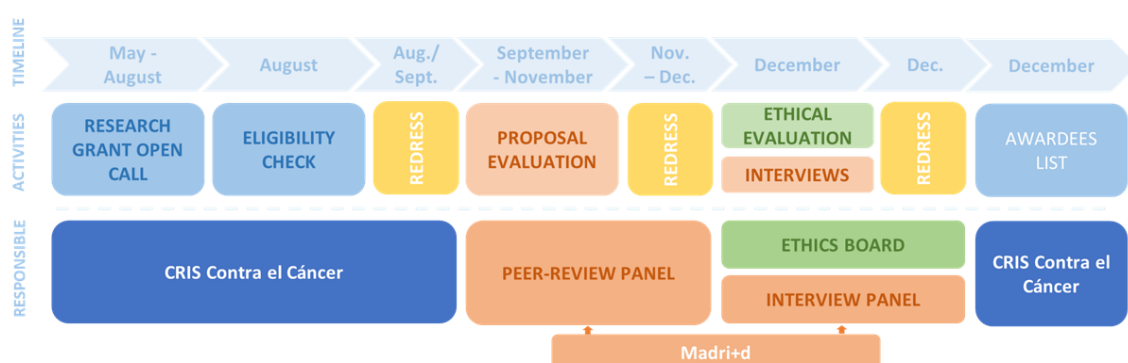 TIMELINE
May -
August
August
Aug./
Sept.
September
- November
Nov.
– Dec.
December
Dec.
December
ACTIVITIES
RESEARCH
GRANT OPEN
CALL
ELIGIBILITY
CHECK
REDRESS
PROPOSAL
EVALUATION
REDRESS
ETHICAL
EVALUATION
INTERVIEWS
REDRESS
AWARDEES
LIST
RESPONSIBLE
CRIS Contra el Cáncer
PEER-REVIEW PANEL
ETHICS BOARD
INTERVIEW PANEL
CRIS Contra el
Cáncer
Madri+d